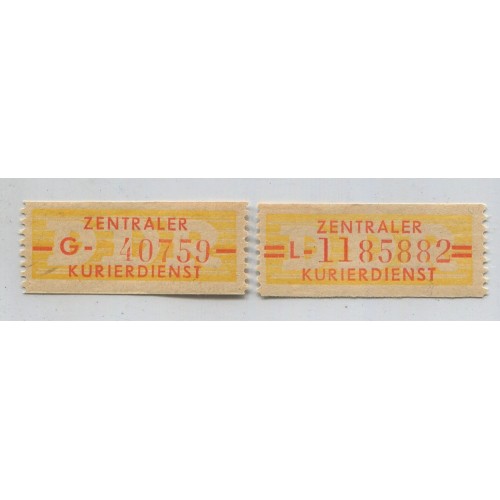 ZENTRALER
G- 40759
KURIERDIENST
ZENTRALER
L-1185882
KURIERDIENST